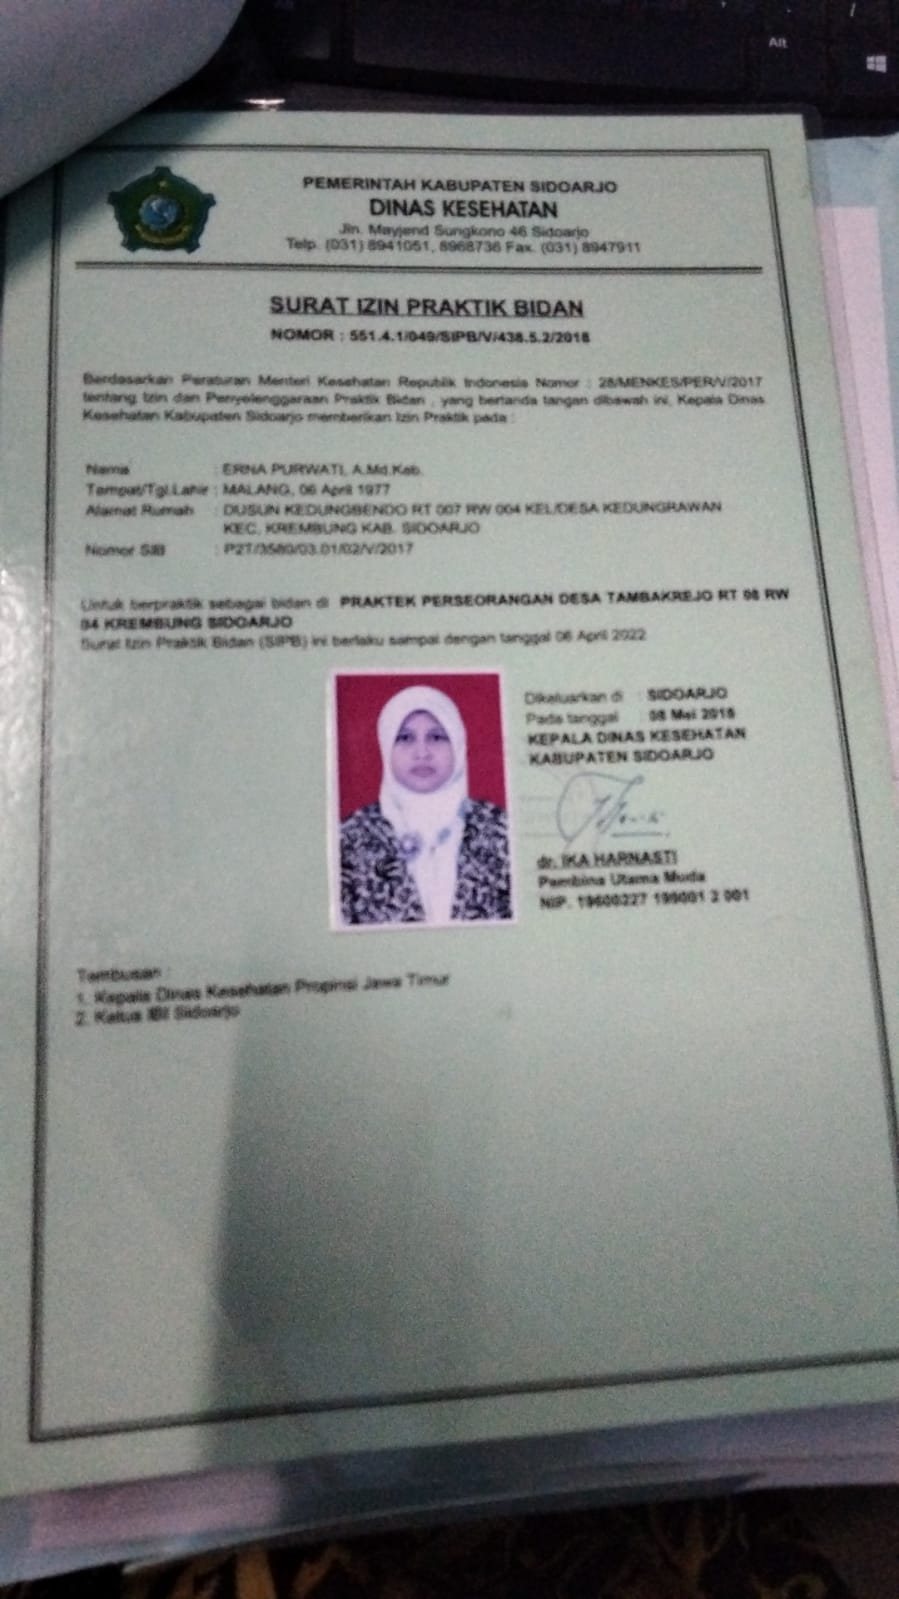 Alt
PEMERINTAH KABUPATEN SIDOARJO
DINAS KESEHATAN
Jln. Mayjend Sungkono 46 Sidoarjo
Telp. (031) 8941051, 8968736 Fax. (031) 8947911
SURAT IZIN PRAKTIK BIDAN
NOMOR : 551.4.1/049/SIPB/V/438.5.2/2018
Berdasarkan Peraturan Menteri Kesehatan Republik Indonesia Nomor : 28/MENKES/PER/V/2017
tentang Izin dan Penyelenggaraan Praktik Bidan , yang bertanda tangan dibawah ini, Kepala Dinas
Kesehatan Kabupaten Sidoarjo memberikan Izin Praktik pada :
Nama : ERNA PURWATI, A.Md.Keb.
Tempat/Tgl.Lahir : MALANG, 06 April 1977
Alamat Rumah : DUSUN KEDUNGBENDO RT 007 RW 004 KEL/DESA KEDUNGRAWAN
KEC. KREMBUNG KAB. SIDOARJO
Nomor SIB : P2T/3580/03.01/02/V/2017
Untuk berpraktik sebagai bidan di PRAKTEK PERSEORANGAN DESA TAMBAKREJO RT 08 RW
04 KREMBUNG SIDOARJO
Surat Izin Praktik Bidan (SIPB) ini berlaku sampai dengan tanggal 06 April 2022
Dikeluarkan di : SIDOARJO
Pada tanggal : 08 Mei 2018
KEPALA DINAS KESEHATAN
KABUPATEN SIDOARJO
dr. IKA HARNASTI
Pembina Utama Muda
NIP. 19600227 199001 2 001
Tembusan :
1. Kepala Dinas Kesehatan Propinsi Jawa Timur
2. Ketua IBI Sidoarjo